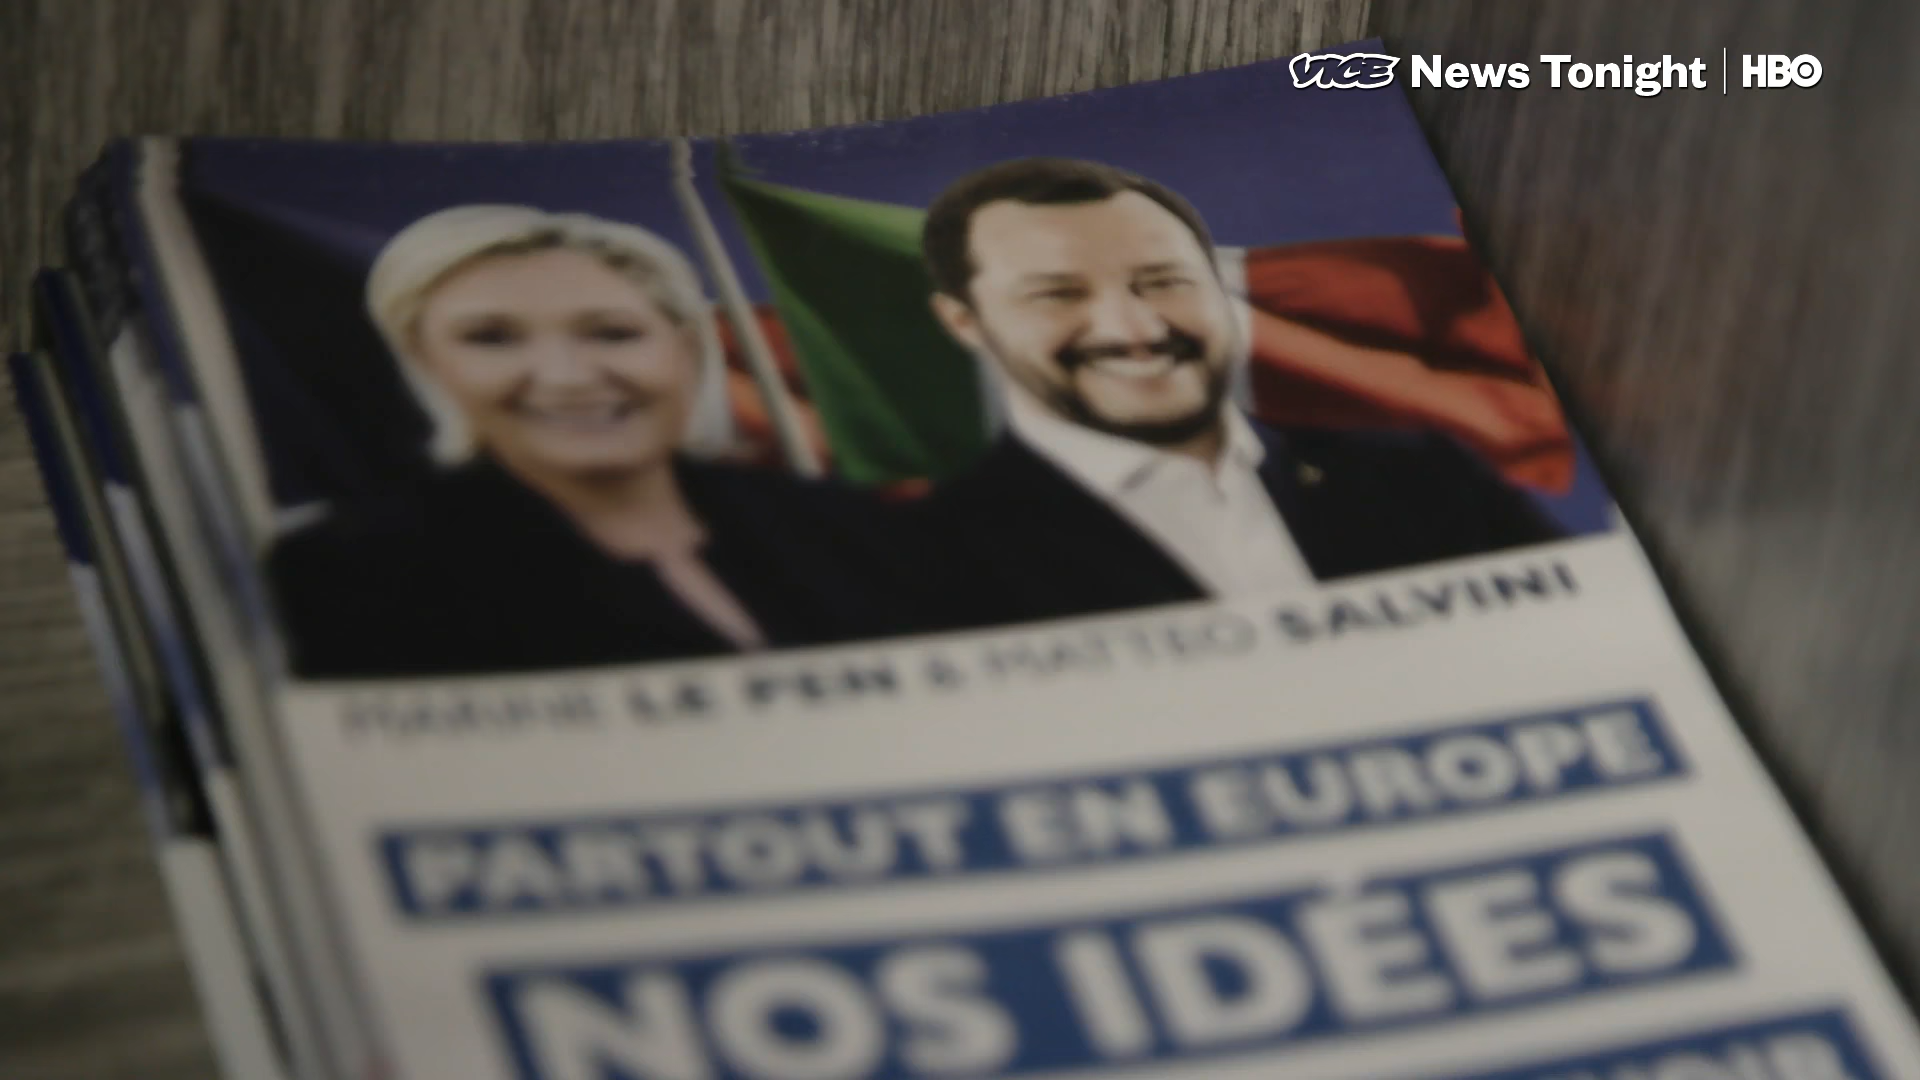 VICE News Tonight | HBO
MARINE LE PEN & MATTEO SALVINI
PARTOUT EN EUROPE
NOS IDÉES